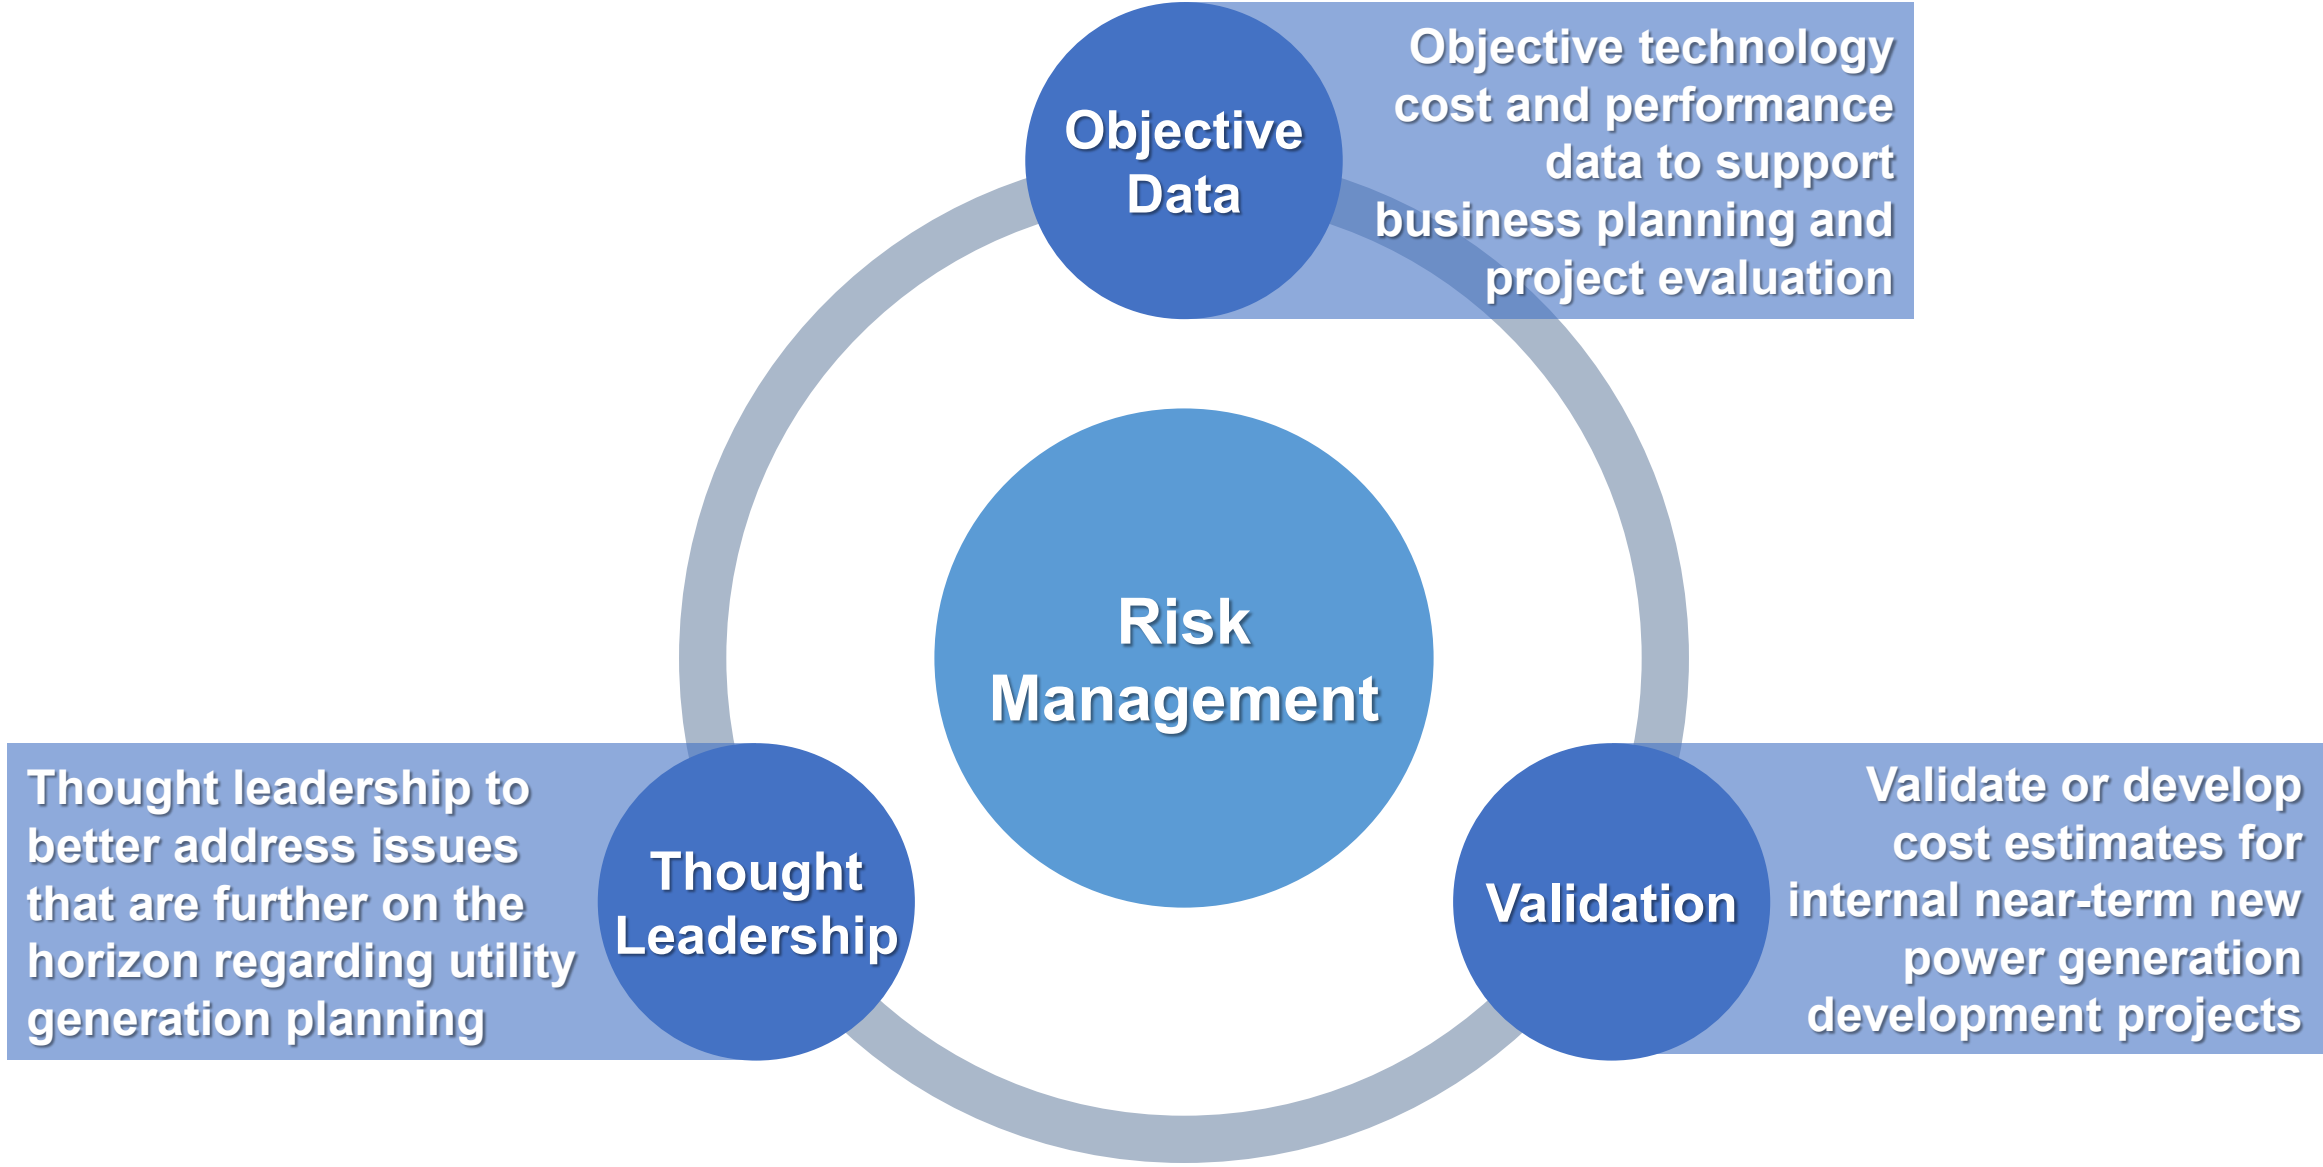 Objective
Data
Objective technology
cost and performance
data to support
business planning and
project evaluation
Risk
Management
Thought leadership to
better address issues
that are further on the
horizon regarding utility
generation planning
Thought
Leadership
Validation
Validate or develop
cost estimates for
internal near-term new
power generation
development projects